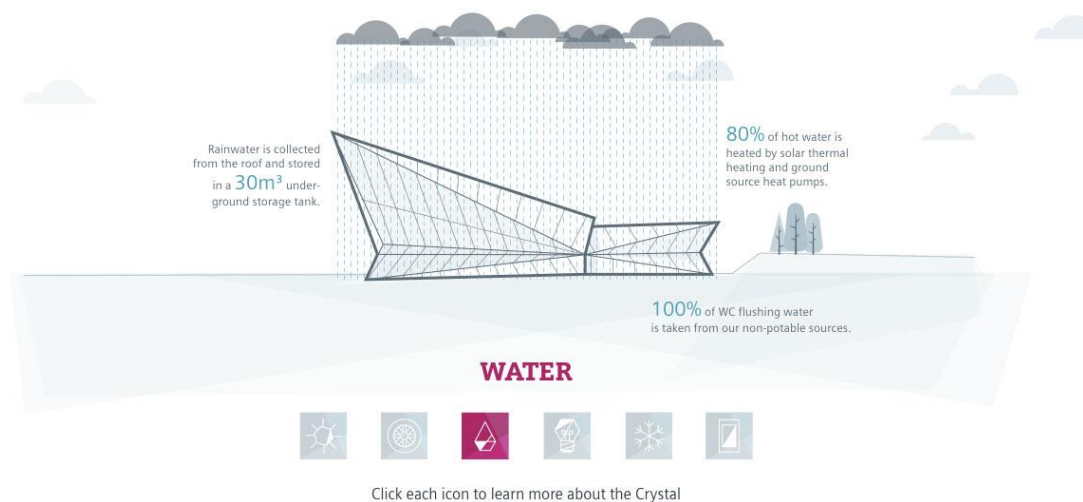 Rainwater is collected
from the roof and stored
in a 30m³ under-
ground storage tank.
80% of hot water is
heated by solar thermal
heating and ground
source heat pumps.
100% of WC flushing water
is taken from our non-potable sources.
WATER
Click each icon to learn more about the Crystal